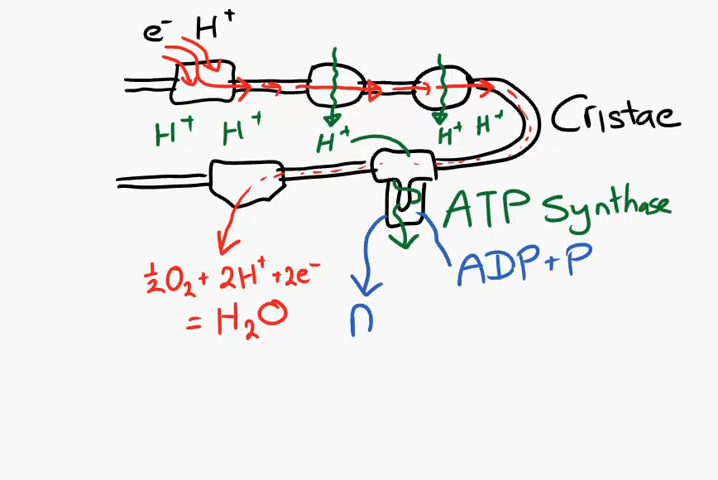 e⁻ H⁺
Cristae
H⁺ H⁺ H⁺ H⁺ H⁺
ATP Synthase
ADP + P
½O₂ + 2H⁺ + 2e⁻
= H₂O